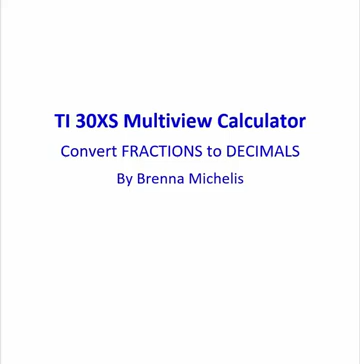 TI 30XS Multiview Calculator
Convert FRACTIONS to DECIMALS
By Brenna Michelis